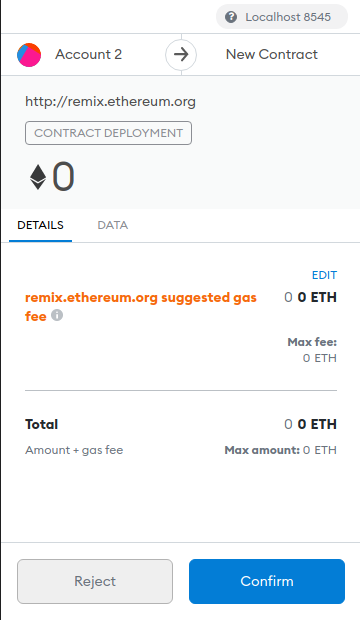 Localhost 8545
Account 2
New Contract
http://remix.ethereum.org
CONTRACT DEPLOYMENT
0
DETAILS
DATA
EDIT
remix.ethereum.org suggested gas
fee
0 0 ETH
Max fee:
0 ETH
Total
0 0 ETH
Amount + gas fee
Max amount: 0 ETH
Reject
Confirm